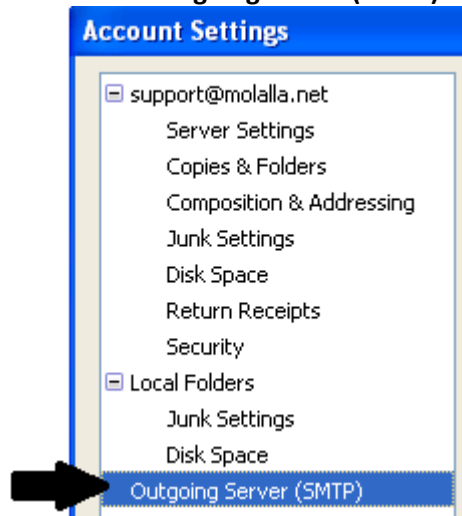 Account Settings
support@molalla.net
Server Settings
Copies & Folders
Composition & Addressing
Junk Settings
Disk Space
Return Receipts
Security
Local Folders
Junk Settings
Disk Space
Outgoing Server (SMTP)